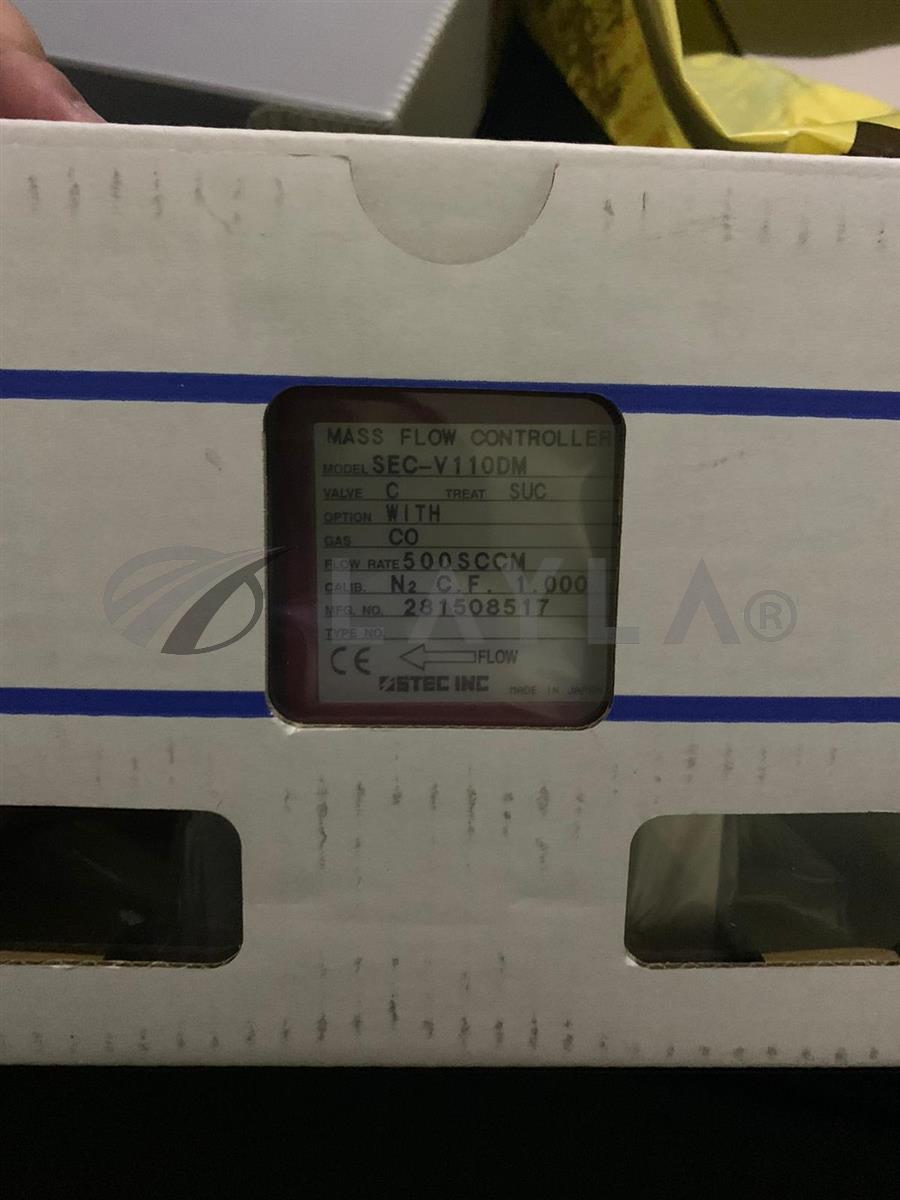 MASS FLOW CONTROLLER
MODEL SEC-V110DM
VALVE C TREAT SUC
OPTION WITH
GAS CO
FLOW RATE 500SCCM
CALIB. N₂ C.F. 1.000
MFG. NO. 281508517
TYPE NO.
CE FLOW
STEC INC MADE IN JAPAN